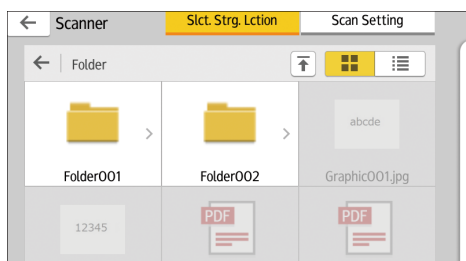 Scanner
Slct. Strg. Lction
Scan Setting
Folder
abcde
Folder001
Folder002
Graphic001.jpg
12345
PDF
PDF